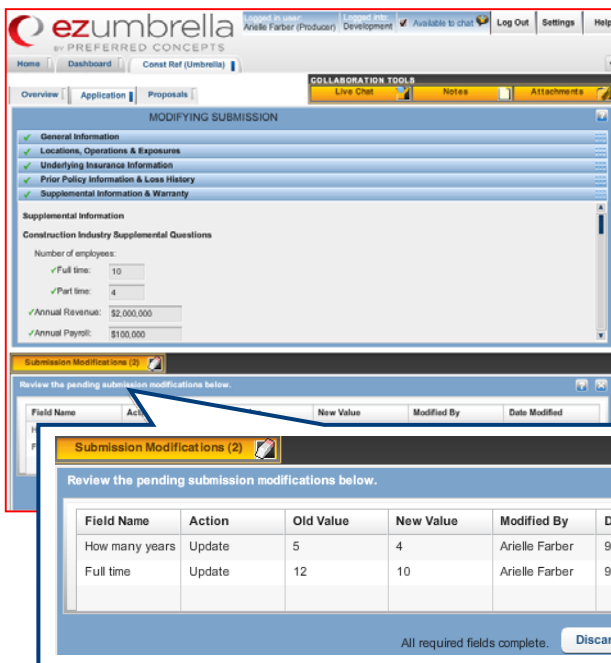 ezumbrella
BY PREFERRED CONCEPTS
Logged in user:
Arielle Farber (Producer)
Logged into:
Development
Available to chat
Log Out
Settings
Help
Home
Dashboard
Const Ref (Umbrella)
COLLABORATION TOOLS
Overview
Application
Proposals
Live Chat
Notes
Attachments
MODIFYING SUBMISSION
General Information
Locations, Operations & Exposures
Underlying Insurance Information
Prior Policy Information & Loss History
Supplemental Information & Warranty
Supplemental Information
Construction Industry Supplemental Questions
Number of employees:
Full time: 10
Part time: 4
Annual Revenue: $2,000,000
Annual Payroll: $100,000
Submission Modifications (2)
Review the pending submission modifications below.
Field Name New Value Modified By Date Modified
Submission Modifications (2)
Review the pending submission modifications below.
Field Name Action Old Value New Value Modified By D
How many years Update 5 4 Arielle Farber 9
Full time Update 12 10 Arielle Farber 9
All required fields complete. Discar